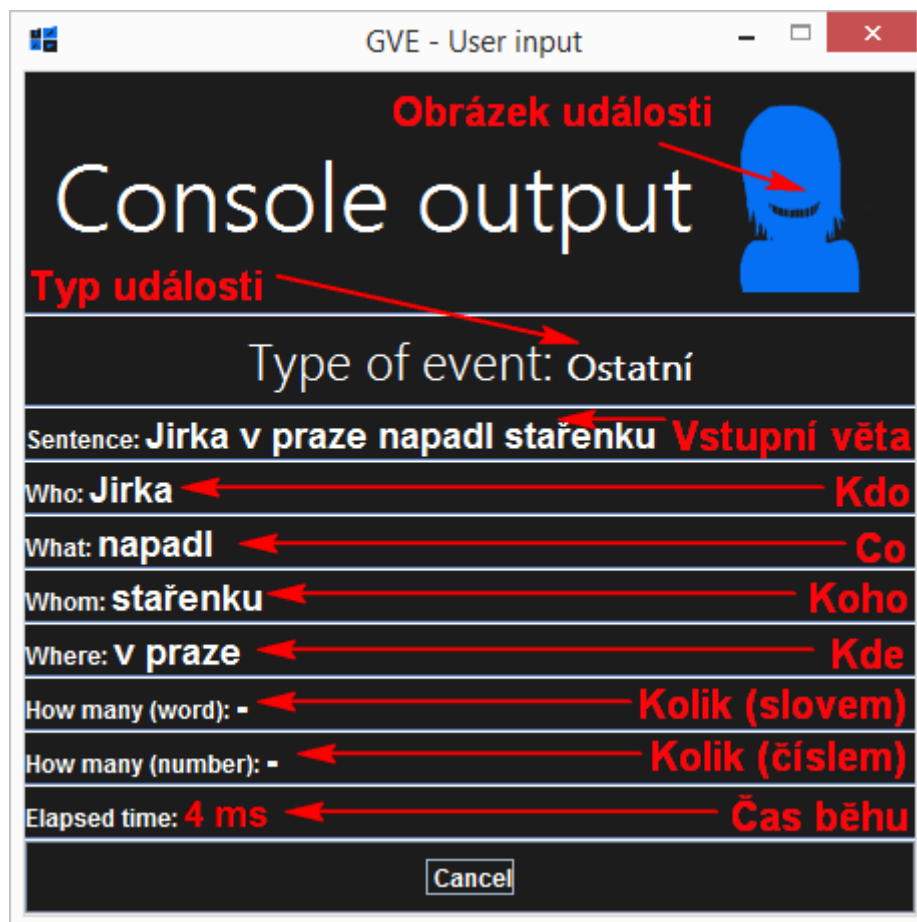 GVE - User input
Obrázek události
Console output
Typ události
Type of event: Ostatní
Sentence: Jirka v praze napadl stařenku Vstupní věta
Who: Jirka Kdo
What: napadl Co
Whom: stařenku Koho
Where: v praze Kde
How many (word): - Kolik (slovem)
How many (number): - Kolik (číslem)
Elapsed time: 4 ms Čas běhu
Cancel